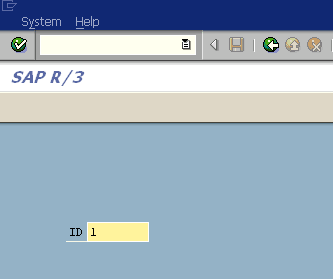 System Help
SAP R/3
ID 1